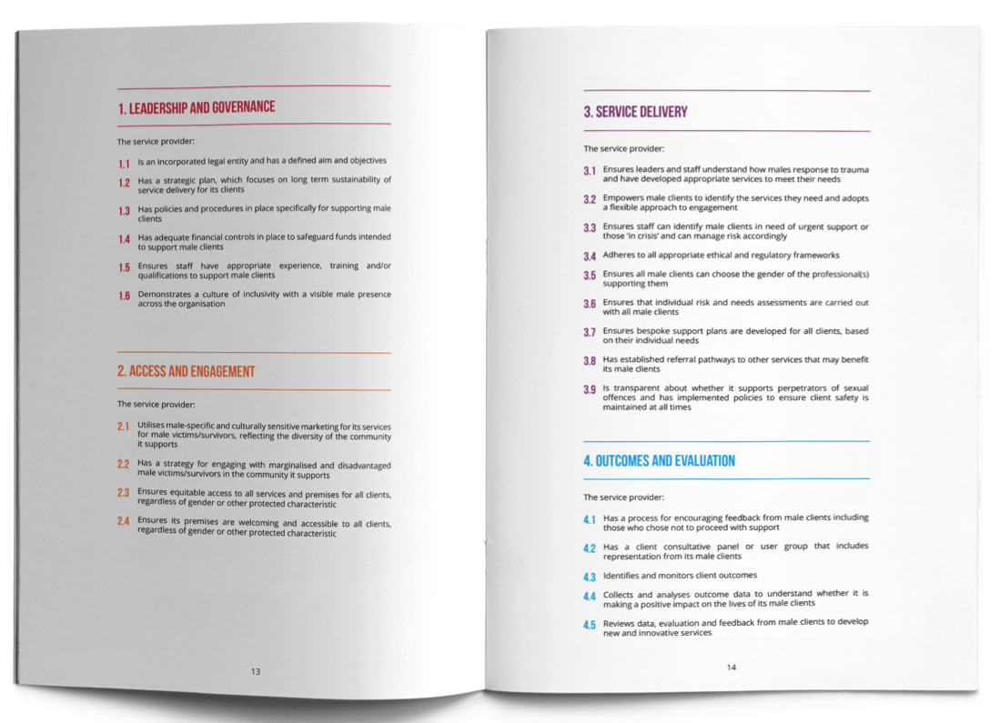 1. LEADERSHIP AND GOVERNANCE
The service provider:
1.1 Is an incorporated legal entity and has a defined aim and objectives
1.2 Has a strategic plan, which focuses on long term sustainability of
service delivery for its clients
1.3 Has policies and procedures in place specifically for supporting male
clients
1.4 Has adequate financial controls in place to safeguard funds intended
to support male clients
1.5 Ensures staff have appropriate experience, training and/or
qualifications to support male clients
1.6 Demonstrates a culture of inclusivity with a visible male presence
across the organisation
2. ACCESS AND ENGAGEMENT
The service provider:
2.1 Utilises male-specific and culturally sensitive marketing for its services
for male victims/survivors, reflecting the diversity of the community
it supports
2.2 Has a strategy for engaging with marginalised and disadvantaged
male victims/survivors in the community it supports
2.3 Ensures equitable access to all services and premises for all clients,
regardless of gender or other protected characteristic
2.4 Ensures its premises are welcoming and accessible to all clients,
regardless of gender or other protected characteristic
13
3. SERVICE DELIVERY
The service provider:
3.1 Ensures leaders and staff understand how males response to trauma
and have developed appropriate services to meet their needs
3.2 Empowers male clients to identify the services they need and adopts
a flexible approach to engagement
3.3 Ensures staff can identify male clients in need of urgent support or
those 'in crisis' and can manage risk accordingly
3.4 Adheres to all appropriate ethical and regulatory frameworks
3.5 Ensures all male clients can choose the gender of the professional(s)
supporting them
3.6 Ensures that individual risk and needs assessments are carried out
with all male clients
3.7 Ensures bespoke support plans are developed for all clients, based
on their individual needs
3.8 Has established referral pathways to other services that may benefit
its male clients
3.9 Is transparent about whether it supports perpetrators of sexual
offences and has implemented policies to ensure client safety is
maintained at all times
4. OUTCOMES AND EVALUATION
The service provider:
4.1 Has a process for encouraging feedback from male clients including
those who chose not to proceed with support
4.2 Has a client consultative panel or user group that includes
representation from its male clients
4.3 Identifies and monitors client outcomes
4.4 Collects and analyses outcome data to understand whether it is
making a positive impact on the lives of its male clients
4.5 Reviews data, evaluation and feedback from male clients to develop
new and innovative services
14